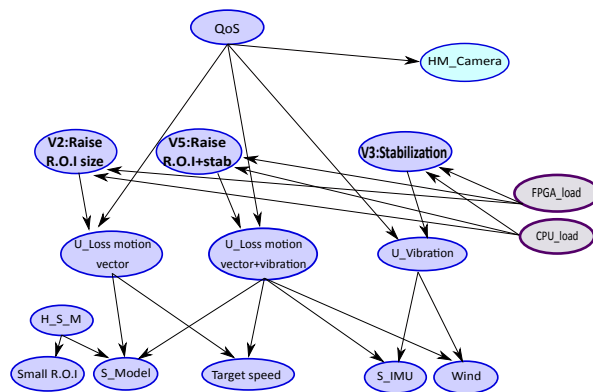 QoS
HM_Camera
V2:Raise
R.O.I size
V5:Raise
R.O.I+stab
V3:Stabilization
FPGA_load
CPU_load
U_Loss motion
vector
U_Loss motion
vector+vibration
U_Vibration
H_S_M
Small R.O.I
S_Model
Target speed
S_IMU
Wind